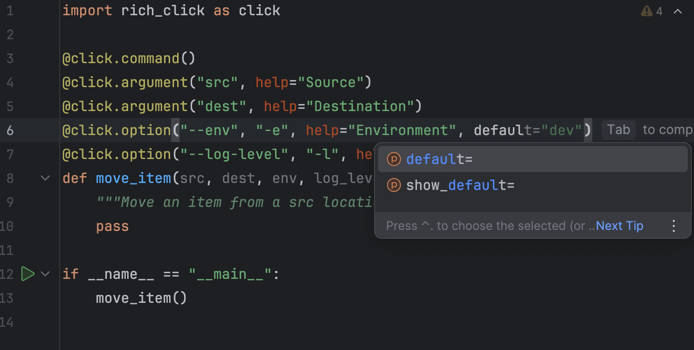 1 import rich_click as click
4
2
3 @click.command()
4 @click.argument("src", help="Source")
5 @click.argument("dest", help="Destination")
6 @click.option("--env", "-e", help="Environment", default="dev") Tab to comp
7 @click.option("--log-level", "-l", he
default=
8 def move_item(src, dest, env, log_lev
show_default=
9 """Move an item from a src locati
10 pass
Press ^. to choose the selected (or .. Next Tip
11
12 if __name__ == "__main__":
13 move_item()
14